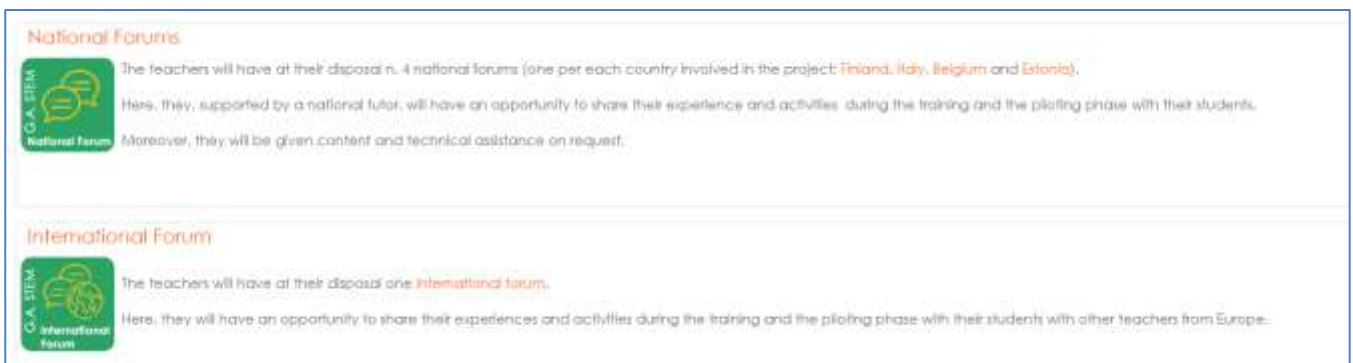 National Forums
The teachers will have at their disposal n. 4 national forums (one per each country involved in the project: Finland, Italy, Belgium and Estonia).
Here, they, supported by a national tutor, will have an opportunity to share their experience and activities during the training and the piloting phase with their students.
Moreover, they will be given content and technical assistance on request.
G.A. STEM
National Forum
International Forum
The teachers will have at their disposal one international forum.
Here, they will have an opportunity to share their experiences and activities during the training and the piloting phase with their students with other teachers from Europe.
G.A. STEM
International
Forum